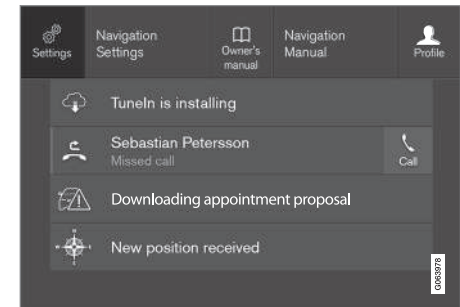 Settings
Navigation
Settings
Owner's
manual
Navigation
Manual
Profile
TuneIn is installing
Sebastian Petersson
Missed call
Call
Downloading appointment proposal
New position received
G063978